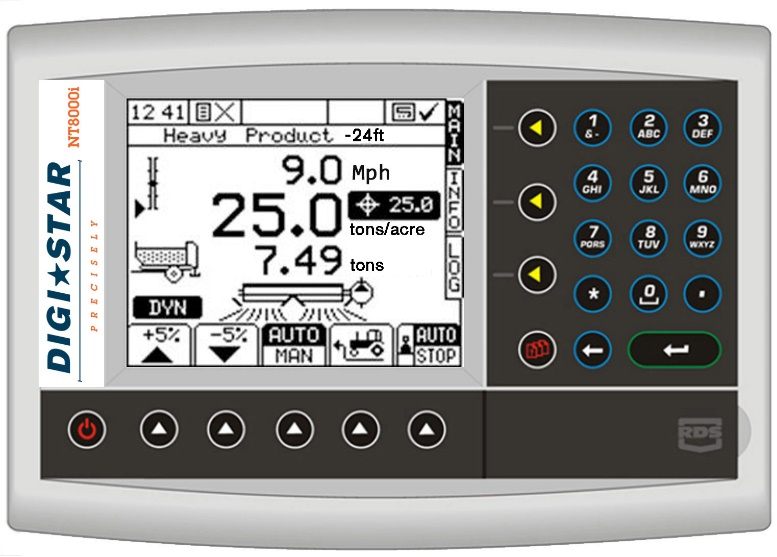 NT8000i
DIGI★STAR
PRECISELY
12 41
Heavy Product -24ft
9.0 Mph
25.0 25.0
tons/acre
7.49 tons
DYN
+5%
-5%
AUTO
MAN
AUTO
STOP
MAIN
INFO
LOG
1
& -
2
ABC
3
DEF
4
GHI
5
JKL
6
MNO
7
PQRS
8
TUV
9
WXYZ
*
0
.
RDS